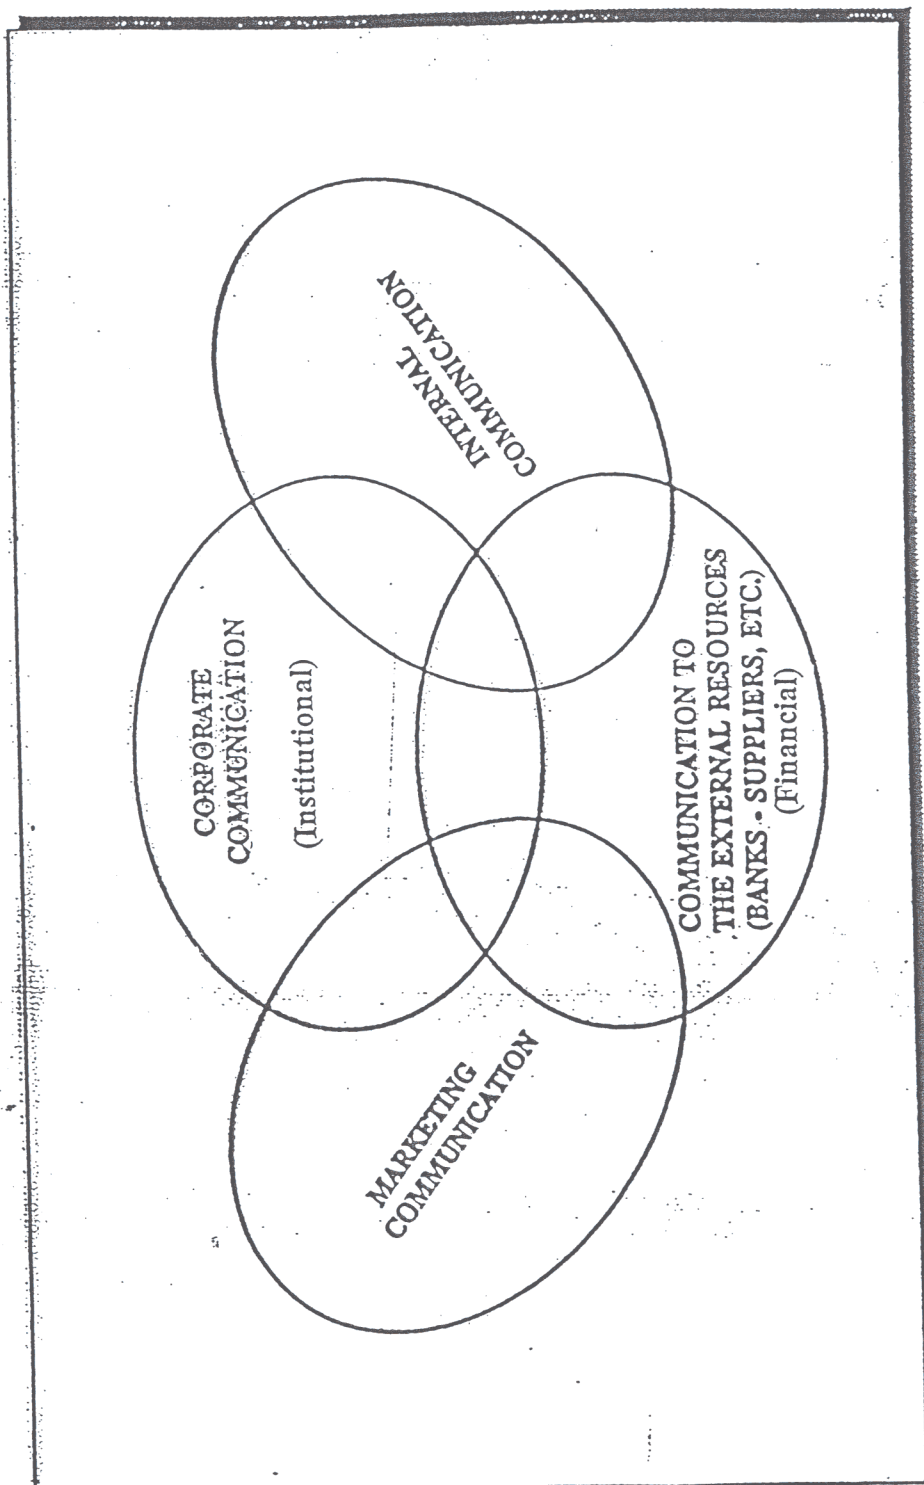 CORPORATE
COMMUNICATION
(Institutional)
MARKETING
COMMUNICATION
INTERNAL
COMMUNICATION
COMMUNICATION TO
THE EXTERNAL RESOURCES
(BANKS - SUPPLIERS, ETC.)
(Financial)